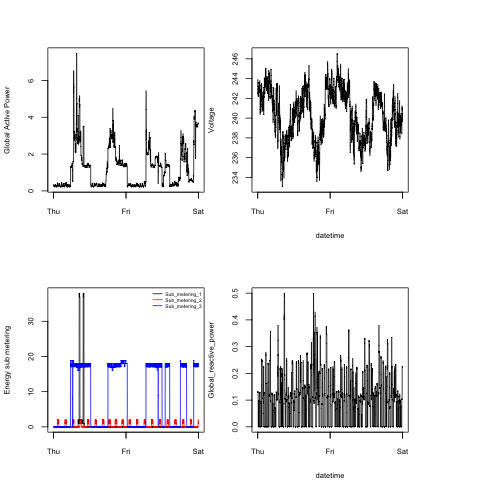 Global Active Power
0 2 4 6
Thu Fri Sat
Voltage
234 236 238 240 242 244 246
Thu Fri Sat
datetime
Energy sub metering
0 10 20 30
Thu Fri Sat
Sub_metering_1
Sub_metering_2
Sub_metering_3
Global_reactive_power
0.0 0.1 0.2 0.3 0.4 0.5
Thu Fri Sat
datetime